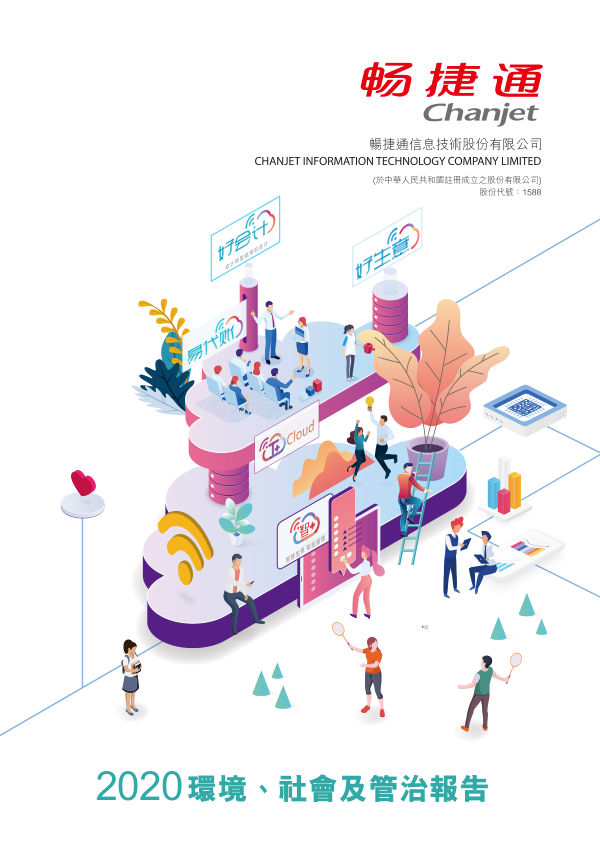 畅捷通
Chanjet
暢捷通信息技術股份有限公司
CHANJET INFORMATION TECHNOLOGY COMPANY LIMITED
(於中華人民共和國註冊成立之股份有限公司)
股份代號：1588
好会计
好生意
易代账
Cloud
智+
2020環境、社會及管治報告